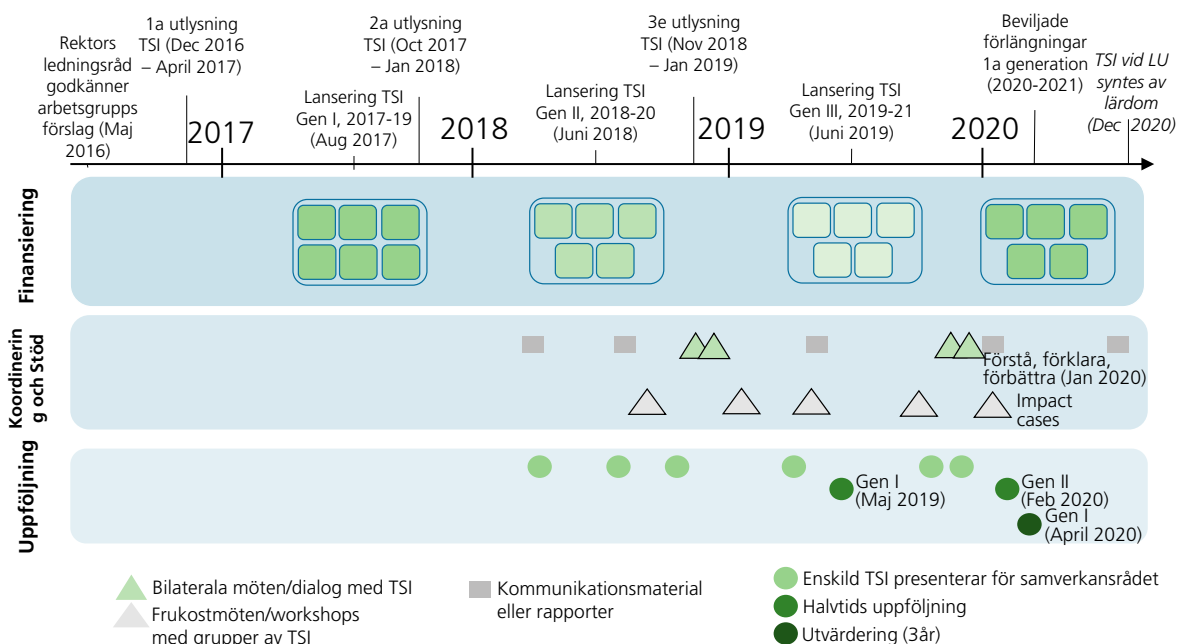 Rektors
ledningsråd
godkänner
arbetsgrupps
förslag (Maj
2016)
1a utlysning
TSI (Dec 2016
– April 2017)
2017
Lansering TSI
Gen I, 2017-19
(Aug 2017)
2a utlysning
TSI (Oct 2017
– Jan 2018)
2018
Lansering TSI
Gen II, 2018-20
(Juni 2018)
3e utlysning
TSI (Nov 2018
– Jan 2019)
2019
Lansering TSI
Gen III, 2019-21
(Juni 2019)
2020
Beviljade
förlängningar
1a generation
(2020-2021)
TSI vid LU
syntes av
lärdom
(Dec 2020)
Finansiering
Koordinerin
g och Stöd
Förstå, förklara,
förbättra (Jan 2020)
Impact
cases
Uppföljning
Gen I
(Maj 2019)
Gen II
(Feb 2020)
Gen I
(April 2020)
Bilaterala möten/dialog med TSI
Frukostmöten/workshops
med grupper av TSI
Kommunikationsmaterial
eller rapporter
Enskild TSI presenterar för samverkansrådet
Halvtids uppföljning
Utvärdering (3år)